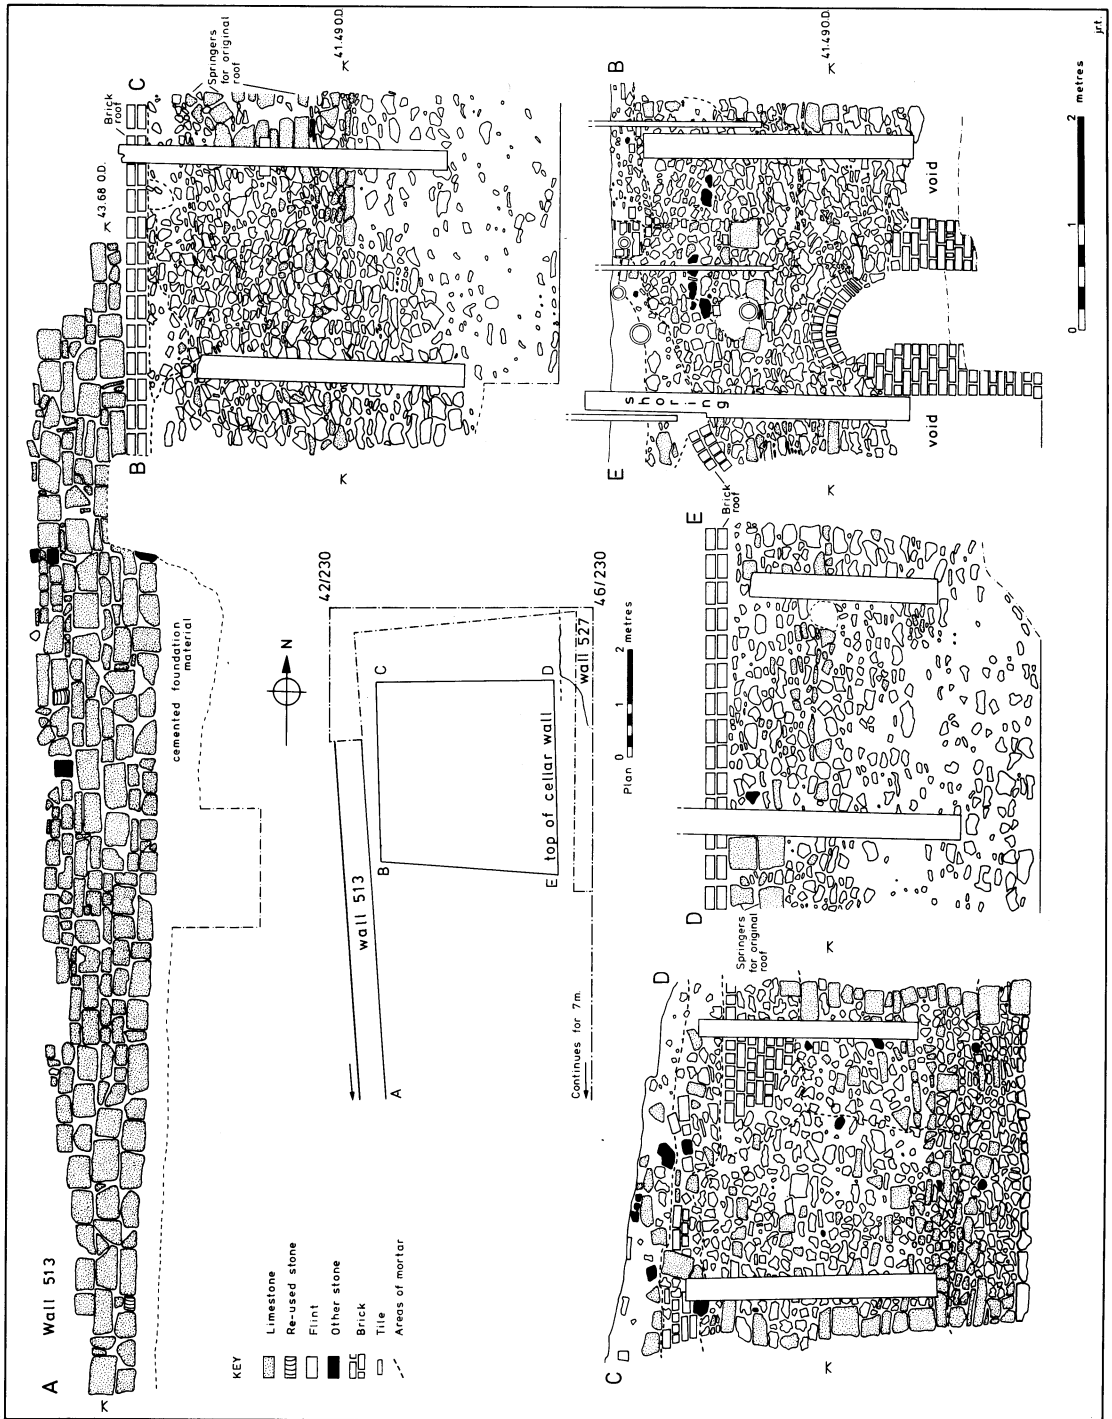 A
Wall 513
KEY
Limestone
Re-used stone
Flint
Other stone
Brick
Tile
Areas of mortar
K
cemented foundation
material
43.68 O.D.
B
Brick
roof
C
Springers
for original
roof
41.49 O.D.
K
K
N
42/230
wall 513
A
B
C
D
E
top of cellar wall
wall 527
46/230
Continues for 7m.
Plan
0
1
2 metres
C
D
K
D
Springers
for original
roof
K
E
Brick
roof
E
B
shoring
void
void
K
41.49 O.D.
K
0
1
2
metres
jr.t.